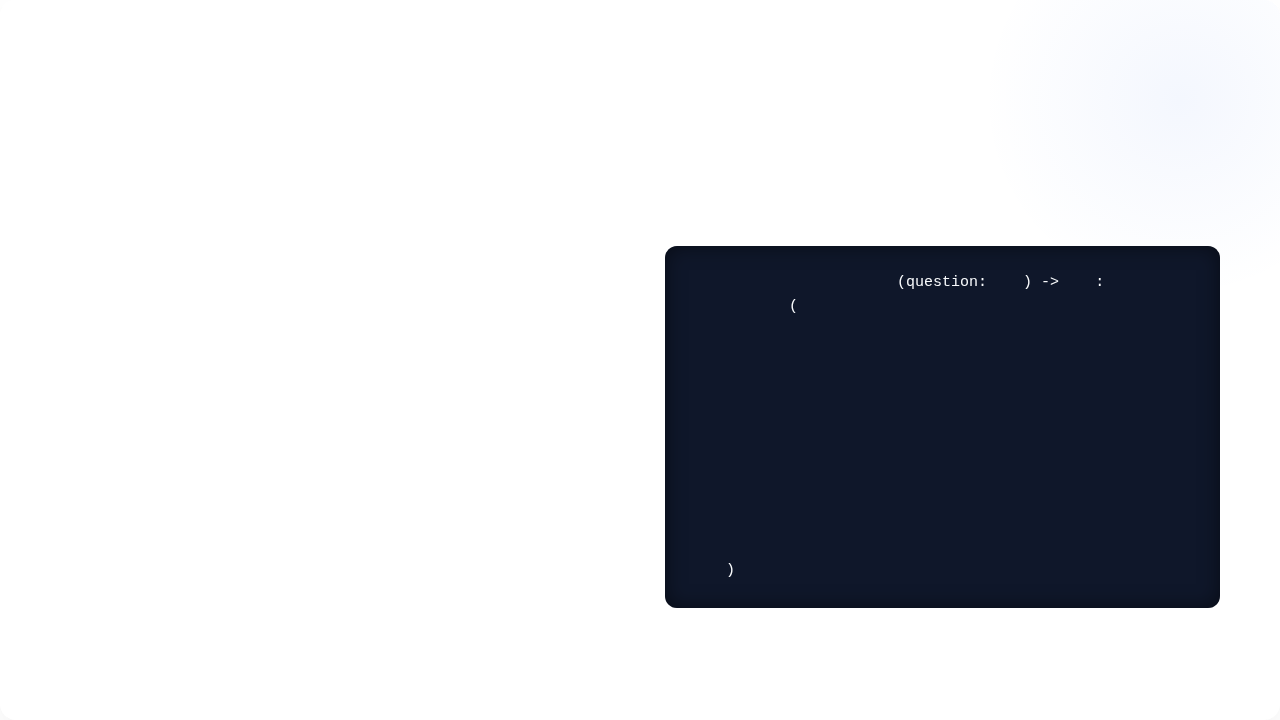 (question:    ) ->    :
(
)